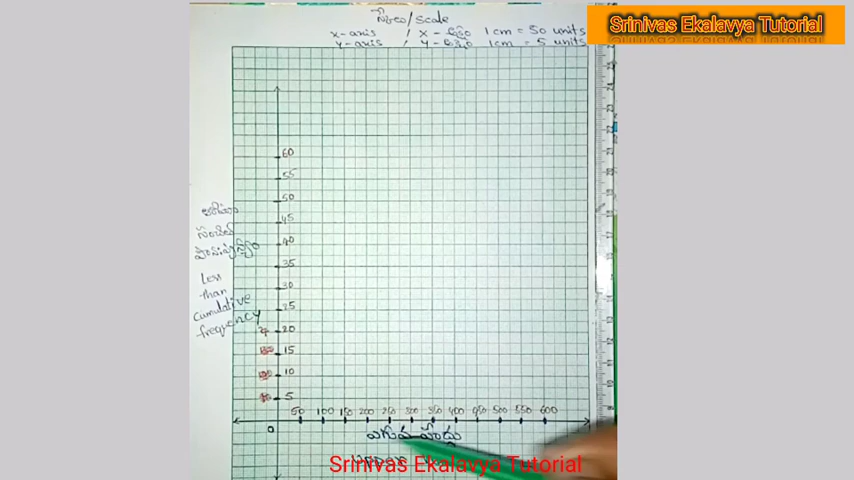 స్కేలు/scale
x-axis / x-అక్షం 1cm = 50 units
y-axis / y-అక్షం 1cm = 5 units
Srinivas Ekalavya Tutorial
60
55
50
45
40
35
30
25
20
15
10
5
Less
than
cumulative
frequency
50 100 150 200 250 300 350 400 450 500 550 600
0
ఎగువ హద్దు
Srinivas Ekalavya Tutorial